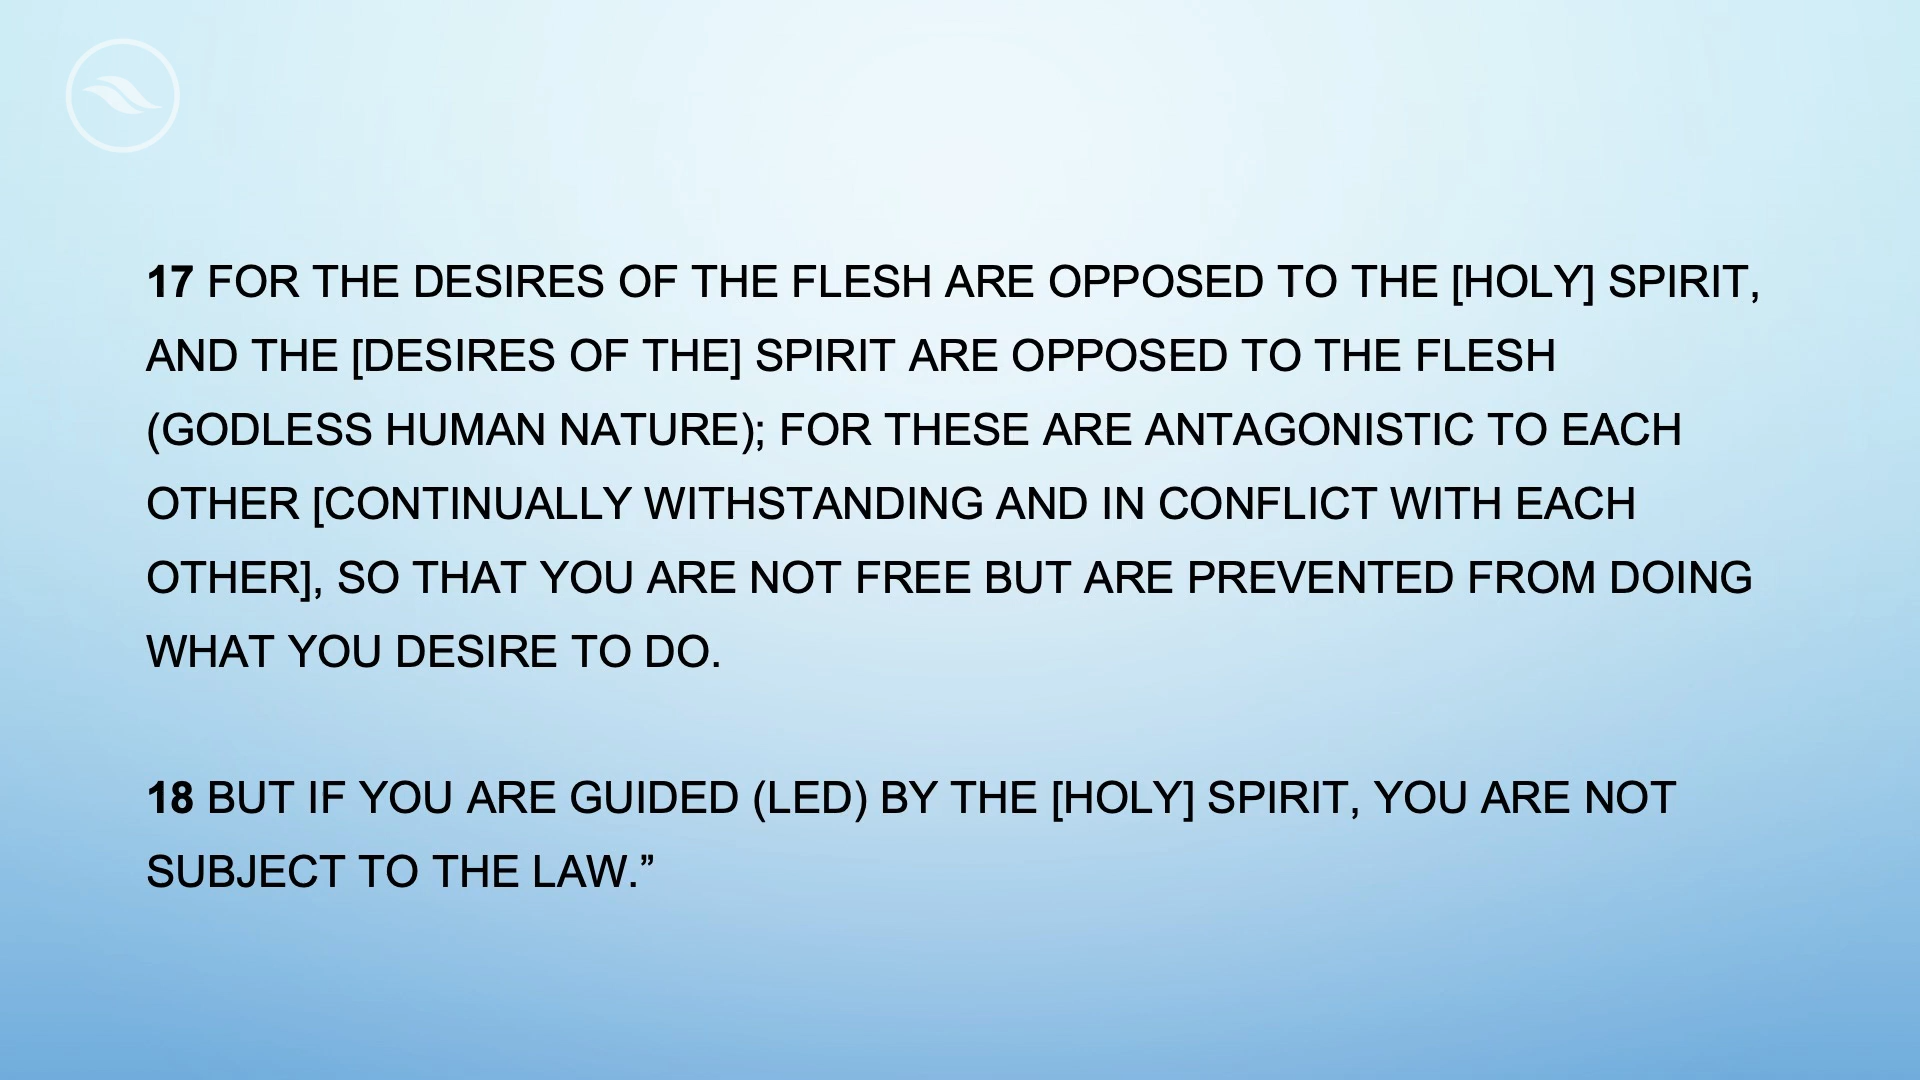 17 FOR THE DESIRES OF THE FLESH ARE OPPOSED TO THE [HOLY] SPIRIT,
AND THE [DESIRES OF THE] SPIRIT ARE OPPOSED TO THE FLESH
(GODLESS HUMAN NATURE); FOR THESE ARE ANTAGONISTIC TO EACH
OTHER [CONTINUALLY WITHSTANDING AND IN CONFLICT WITH EACH
OTHER], SO THAT YOU ARE NOT FREE BUT ARE PREVENTED FROM DOING
WHAT YOU DESIRE TO DO.
18 BUT IF YOU ARE GUIDED (LED) BY THE [HOLY] SPIRIT, YOU ARE NOT
SUBJECT TO THE LAW.”